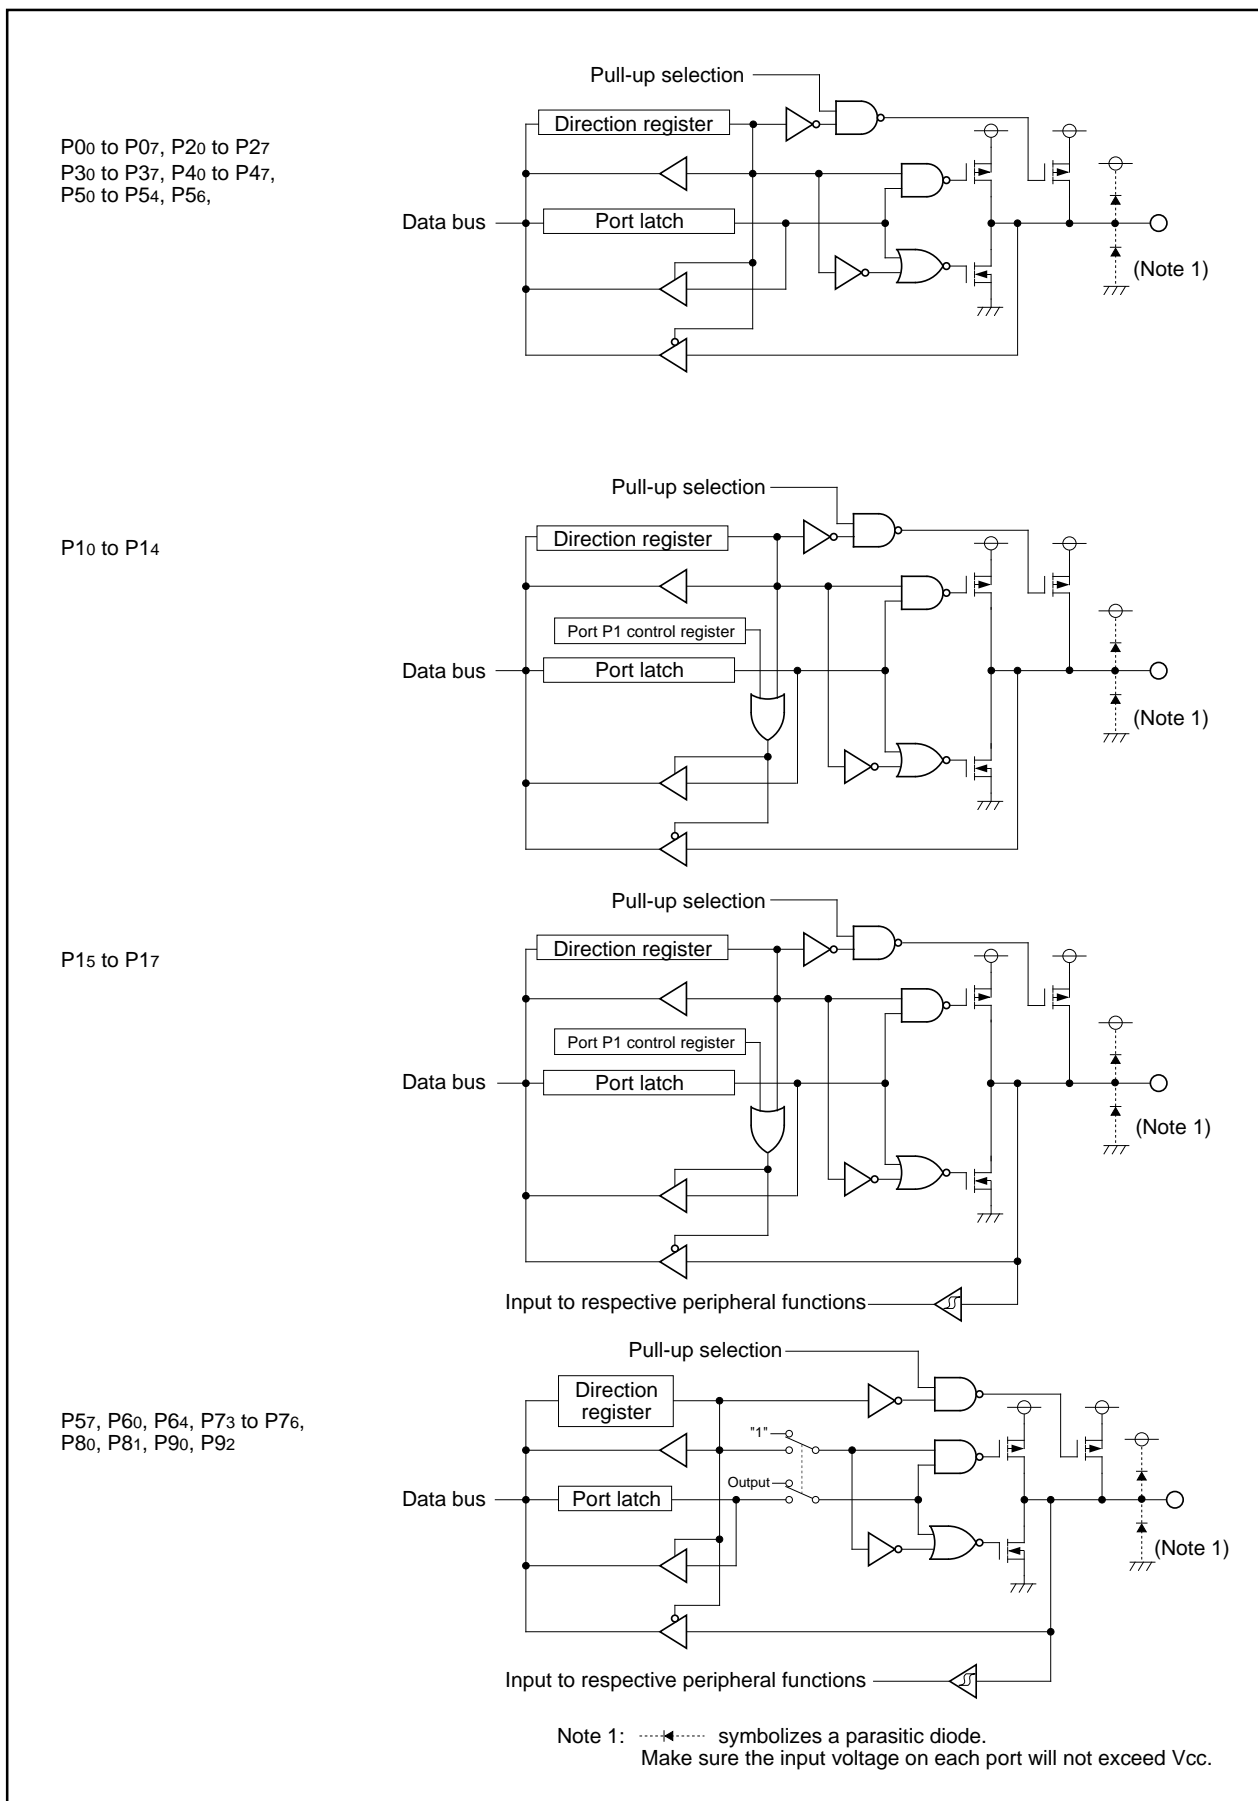 Pull-up selection
Direction register
P00 to P07, P20 to P27
P30 to P37, P40 to P47,
P50 to P54, P56,
Data bus
Port latch
(Note 1)
Pull-up selection
P10 to P14
Direction register
Port P1 control register
Data bus
Port latch
(Note 1)
Pull-up selection
P15 to P17
Direction register
Port P1 control register
Data bus
Port latch
(Note 1)
Input to respective peripheral functions
Pull-up selection
Direction
register
P57, P60, P64, P73 to P76,
P80, P81, P90, P92
"1"
Output
Data bus
Port latch
(Note 1)
Input to respective peripheral functions
Note 1: symbolizes a parasitic diode.
Make sure the input voltage on each port will not exceed Vcc.